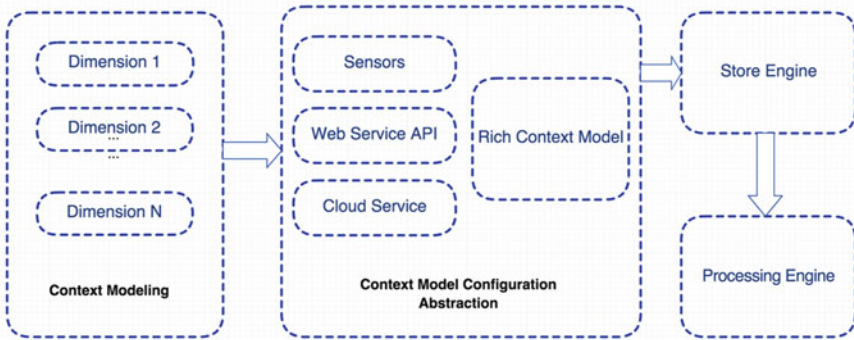 Dimension 1
Dimension 2
...
...
Dimension N
Context Modeling
Sensors
Web Service API
Cloud Service
Rich Context Model
Context Model Configuration
Abstraction
Store Engine
Processing Engine